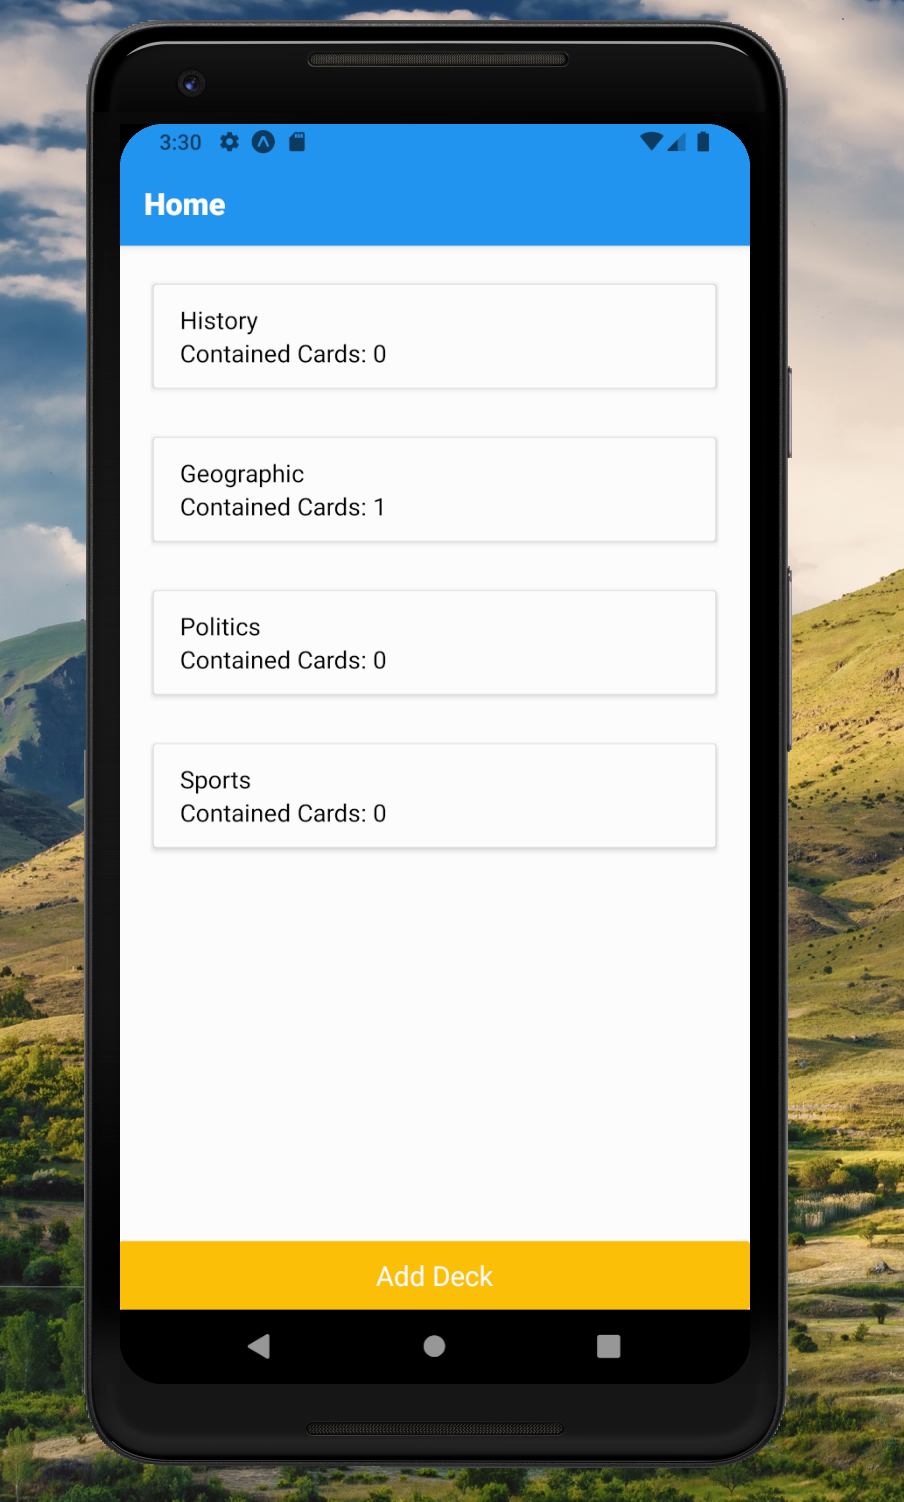 3:30
Home
History
Contained Cards: 0
Geographic
Contained Cards: 1
Politics
Contained Cards: 0
Sports
Contained Cards: 0
Add Deck